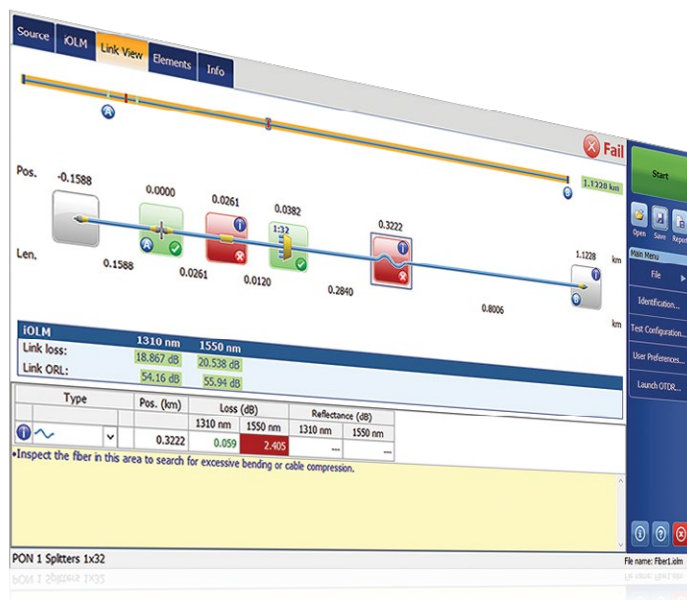 Source iOLM Link View Elements Info
Fail
A
B
1.1228 km
Start
Open Save Report
Main Menu
File
Identification...
Test Configuration...
User Preferences...
Launch OTDR...
Pos. -0.1588 0.0000 0.0261 0.0382 0.3222 1.1228 km
1:32
A
B
Len. 0.1588 0.0261 0.0120 0.2840 0.8006 km
iOLM 1310 nm 1550 nm
Link loss: 18.867 dB 20.538 dB
Link ORL: 54.16 dB 55.94 dB
Type Pos. (km) Loss (dB) Reflectance (dB)
1310 nm 1550 nm 1310 nm 1550 nm
0.3222 0.059 2.405 --- ---
•Inspect the fiber in this area to search for excessive bending or cable compression.
PON 1 Splitters 1x32
File name: Fiber1.iolm